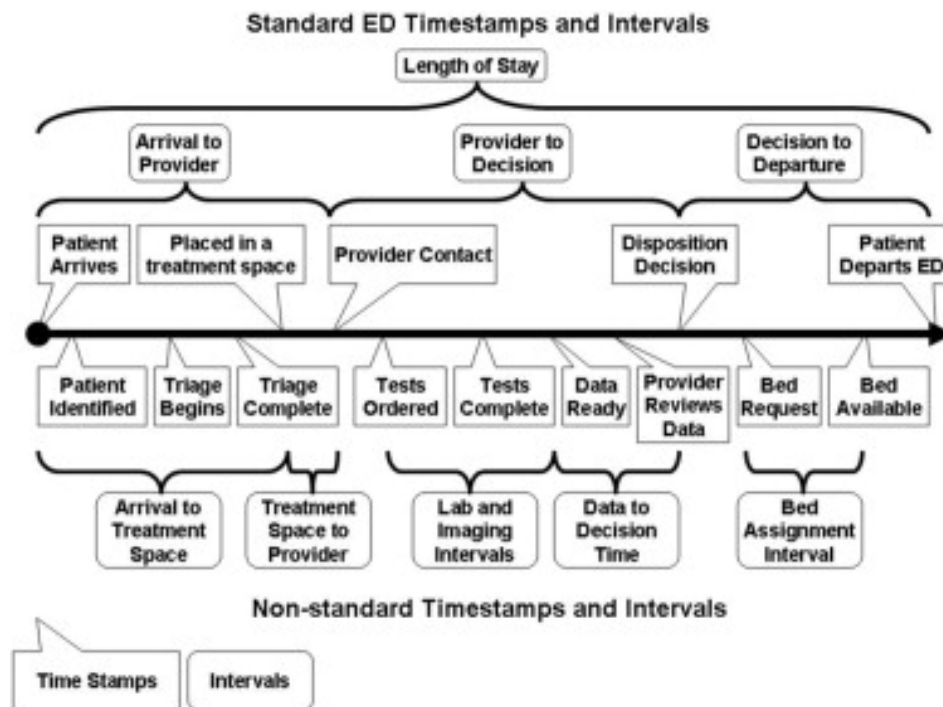 Standard ED Timestamps and Intervals
Length of Stay
Arrival to
Provider
Provider to
Decision
Decision to
Departure
Patient
Arrives
Placed in a
treatment space
Provider Contact
Disposition
Decision
Patient
Departs ED
Patient
Identified
Triage
Begins
Triage
Complete
Tests
Ordered
Tests
Complete
Data
Ready
Provider
Reviews
Data
Bed
Request
Bed
Available
Arrival to
Treatment
Space
Treatment
Space to
Provider
Lab and
Imaging
Intervals
Data to
Decision
Time
Bed
Assignment
Interval
Non-standard Timestamps and Intervals
Time Stamps
Intervals